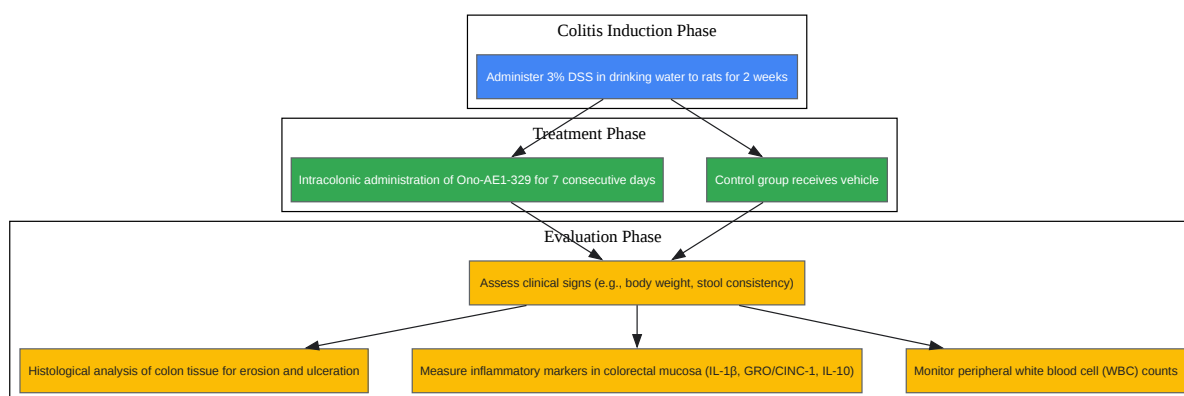 Colitis Induction Phase
Administer 3% DSS in drinking water to rats for 2 weeks
Treatment Phase
Intracolonic administration of Ono-AE1-329 for 7 consecutive days
Control group receives vehicle
Evaluation Phase
Assess clinical signs (e.g., body weight, stool consistency)
Histological analysis of colon tissue for erosion and ulceration
Measure inflammatory markers in colorectal mucosa (IL-1β, GRO/CINC-1, IL-10)
Monitor peripheral white blood cell (WBC) counts